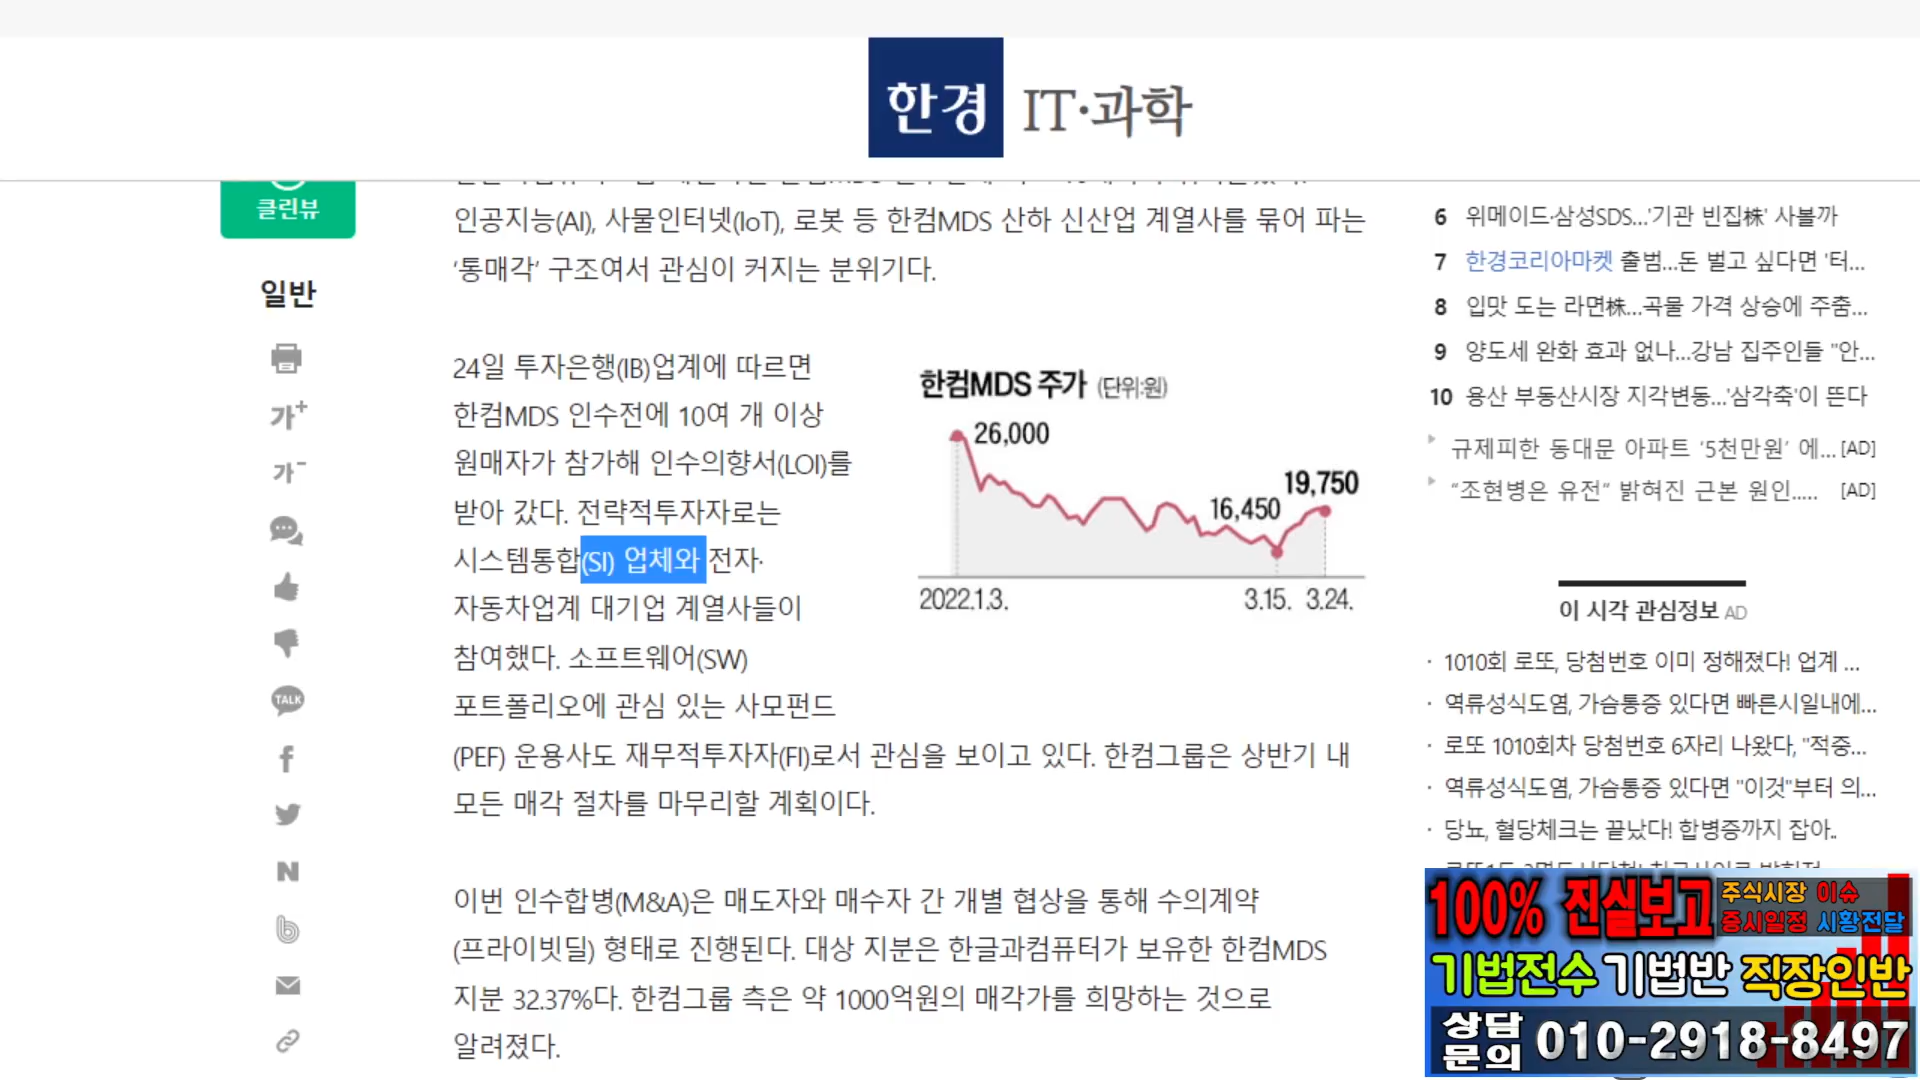 한경 IT·과학
클린뷰
일반
가+
가-
TALK
인공지능(AI), 사물인터넷(IoT), 로봇 등 한컴MDS 산하 신산업 계열사를 묶어 파는
‘통매각’ 구조여서 관심이 커지는 분위기다.
24일 투자은행(IB)업계에 따르면
한컴MDS 인수전에 10여 개 이상
원매자가 참가해 인수의향서(LOI)를
받아 갔다. 전략적투자자로는
시스템통합(SI) 업체와 전자·
자동차업계 대기업 계열사들이
참여했다. 소프트웨어(SW)
포트폴리오에 관심 있는 사모펀드
(PEF) 운용사도 재무적투자자(FI)로서 관심을 보이고 있다. 한컴그룹은 상반기 내
모든 매각 절차를 마무리할 계획이다.
한컴MDS 주가 (단위:원)
26,000
16,450
19,750
2022.1.3. 3.15. 3.24.
이번 인수합병(M&A)은 매도자와 매수자 간 개별 협상을 통해 수의계약
(프라이빗딜) 형태로 진행된다. 대상 지분은 한글과컴퓨터가 보유한 한컴MDS
지분 32.37%다. 한컴그룹 측은 약 1000억원의 매각가를 희망하는 것으로
알려졌다.
6 위메이드·삼성SDS...'기관 빈집株' 사볼까
7 한경코리아마켓 출범...돈 벌고 싶다면 '터...
8 입맛 도는 라면株...곡물 가격 상승에 주춤...
9 양도세 완화 효과 없나...강남 집주인들 "안...
10 용산 부동산시장 지각변동...'삼각축'이 뜬다
규제피한 동대문 아파트 ‘5천만원’ 에... [AD]
“조현병은 유전” 밝혀진 근본 원인..... [AD]
이 시각 관심정보 AD
· 1010회 로또, 당첨번호 이미 정해졌다! 업계 ...
· 역류성식도염, 가슴통증 있다면 빠른시일내에...
· 로또 1010회차 당첨번호 6자리 나왔다, "적중...
· 역류성식도염, 가슴통증 있다면 "이것"부터 의...
· 당뇨, 혈당체크는 끝났다! 합병증까지 잡아..
100% 진실보고 주식시장 이슈
증시일정 시황전달
기법전수 기법반 직장인반
상담문의 010-2918-8497